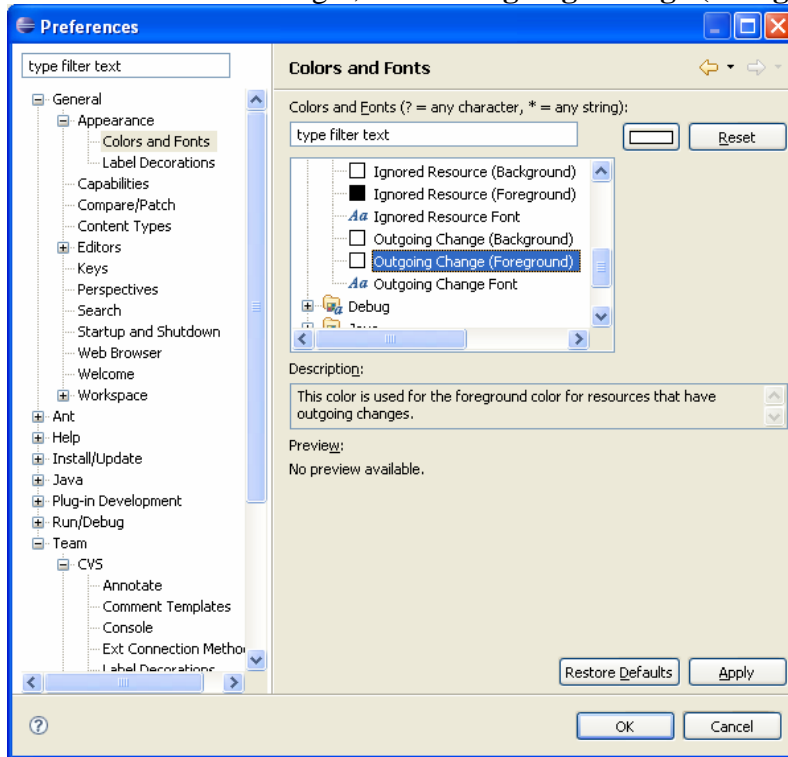 Preferences
type filter text
General
Appearance
Colors and Fonts
Label Decorations
Capabilities
Compare/Patch
Content Types
Editors
Keys
Perspectives
Search
Startup and Shutdown
Web Browser
Welcome
Workspace
Ant
Help
Install/Update
Java
Plug-in Development
Run/Debug
Team
CVS
Annotate
Comment Templates
Console
Ext Connection Metho
Label Decorations
Colors and Fonts
Colors and Fonts (? = any character, * = any string):
type filter text
Reset
Ignored Resource (Background)
Ignored Resource (Foreground)
Aa Ignored Resource Font
Outgoing Change (Background)
Outgoing Change (Foreground)
Aa Outgoing Change Font
Debug
Description:
This color is used for the foreground color for resources that have
outgoing changes.
Preview:
No preview available.
Restore Defaults
Apply
OK
Cancel